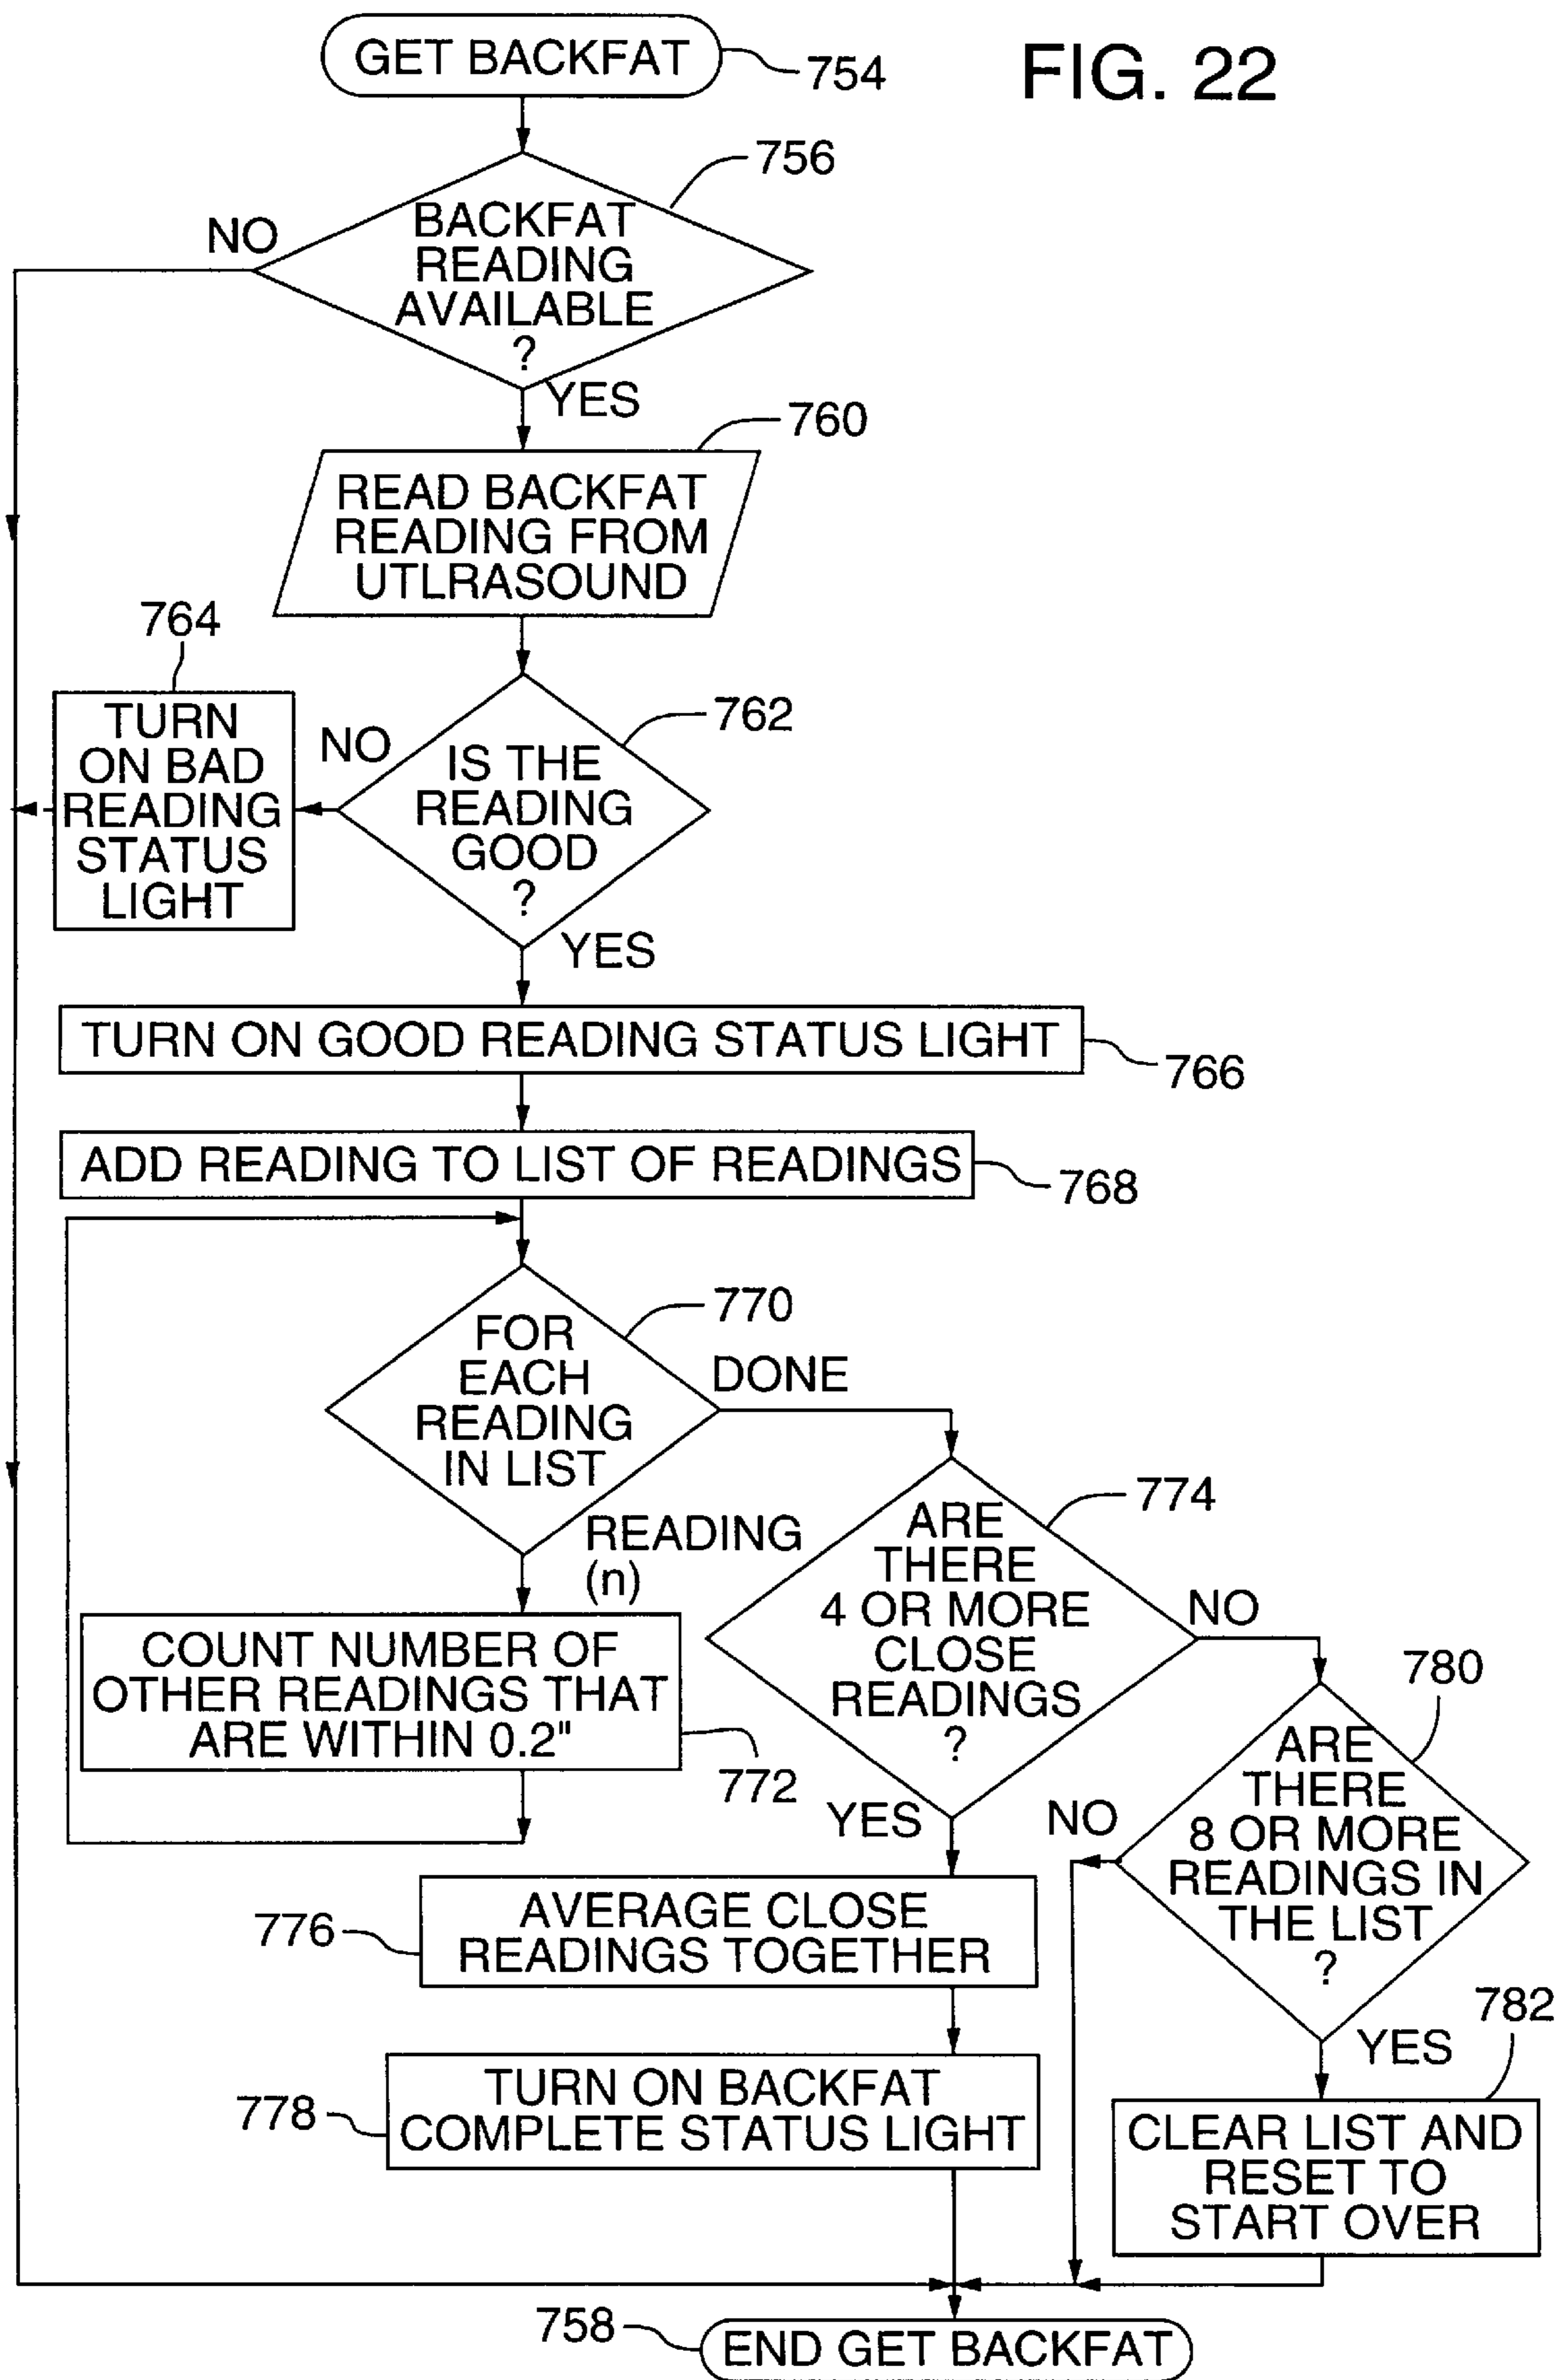 GET BACKFAT
754
FIG. 22
756
BACKFAT
READING
AVAILABLE
?
NO
YES
760
READ BACKFAT
READING FROM
UTLRASOUND
764
TURN
ON BAD
READING
STATUS
LIGHT
NO
762
IS THE
READING
GOOD
?
YES
TURN ON GOOD READING STATUS LIGHT
766
ADD READING TO LIST OF READINGS
768
770
FOR
EACH
READING
IN LIST
DONE
READING
(n)
COUNT NUMBER OF
OTHER READINGS THAT
ARE WITHIN 0.2"
772
774
ARE
THERE
4 OR MORE
CLOSE
READINGS
?
NO
YES
780
ARE
THERE
8 OR MORE
READINGS IN
THE LIST
?
NO
YES
776
AVERAGE CLOSE
READINGS TOGETHER
778
TURN ON BACKFAT
COMPLETE STATUS LIGHT
782
CLEAR LIST AND
RESET TO
START OVER
758
END GET BACKFAT